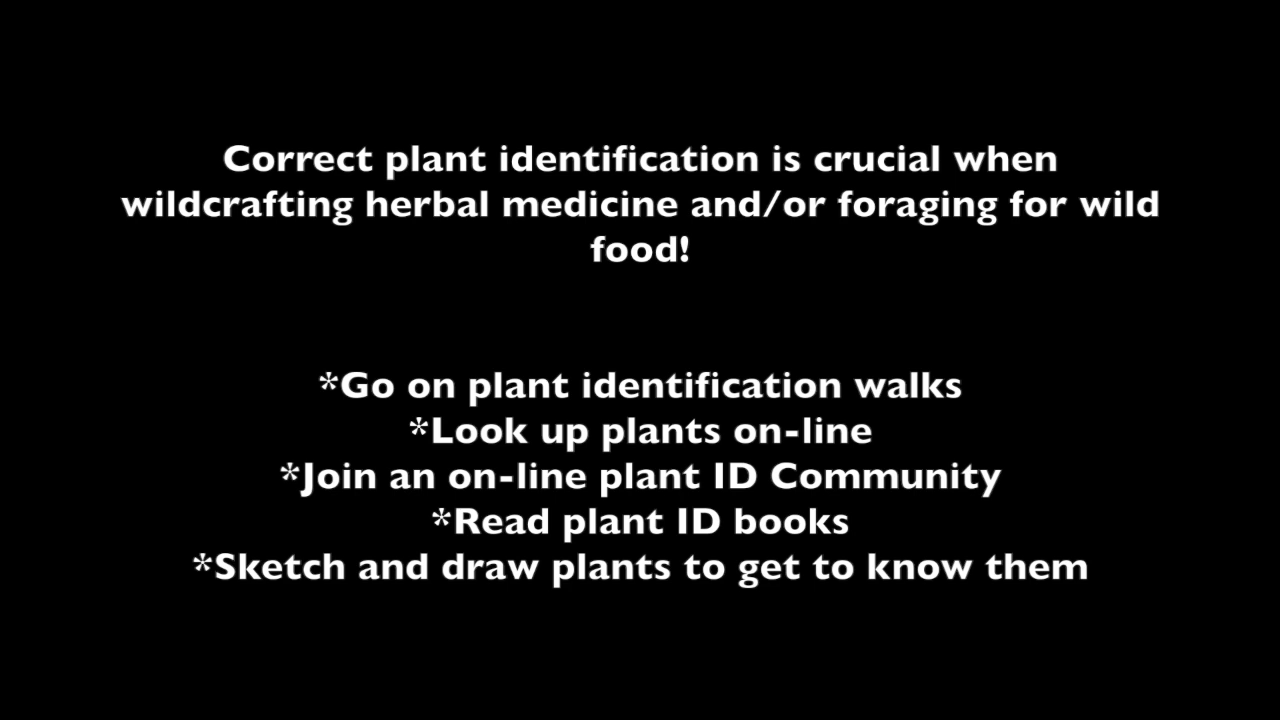 Correct plant identification is crucial when
wildcrafting herbal medicine and/or foraging for wild
food!
*Go on plant identification walks
*Look up plants on-line
*Join an on-line plant ID Community
*Read plant ID books
*Sketch and draw plants to get to know them